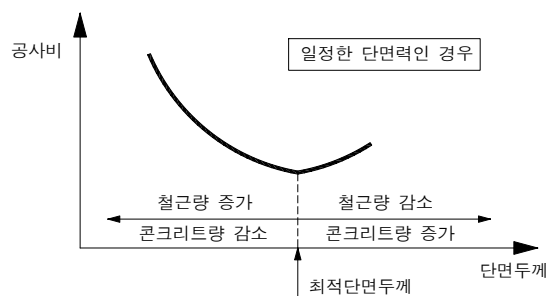 공사비
일정한 단면력인 경우
철근량 증가
철근량 감소
콘크리트량 감소
콘크리트량 증가
단면두께
최적단면두께